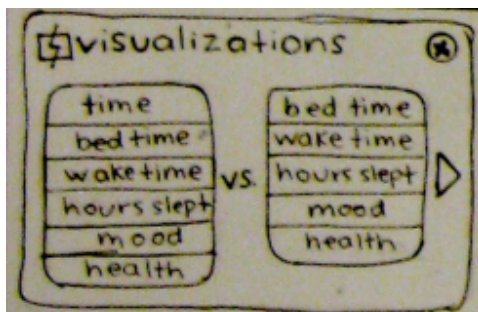 visualizations
time
bed time
wake time
hours slept
mood
health
vs.
bed time
wake time
hours slept
mood
health